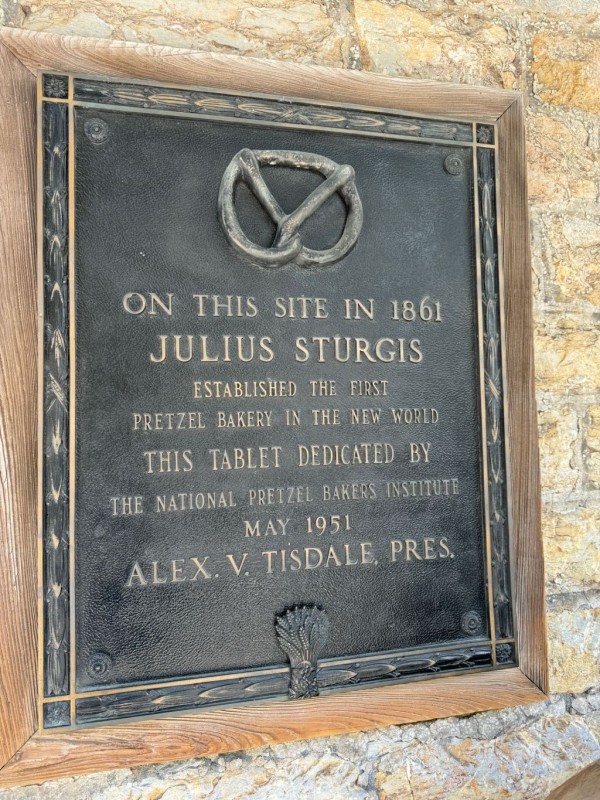 ON THIS SITE IN 1861
JULIUS STURGIS
ESTABLISHED THE FIRST
PRETZEL BAKERY IN THE NEW WORLD
THIS TABLET DEDICATED BY
THE NATIONAL PRETZEL BAKERS INSTITUTE
MAY 1951
ALEX. V. TISDALE, PRES.